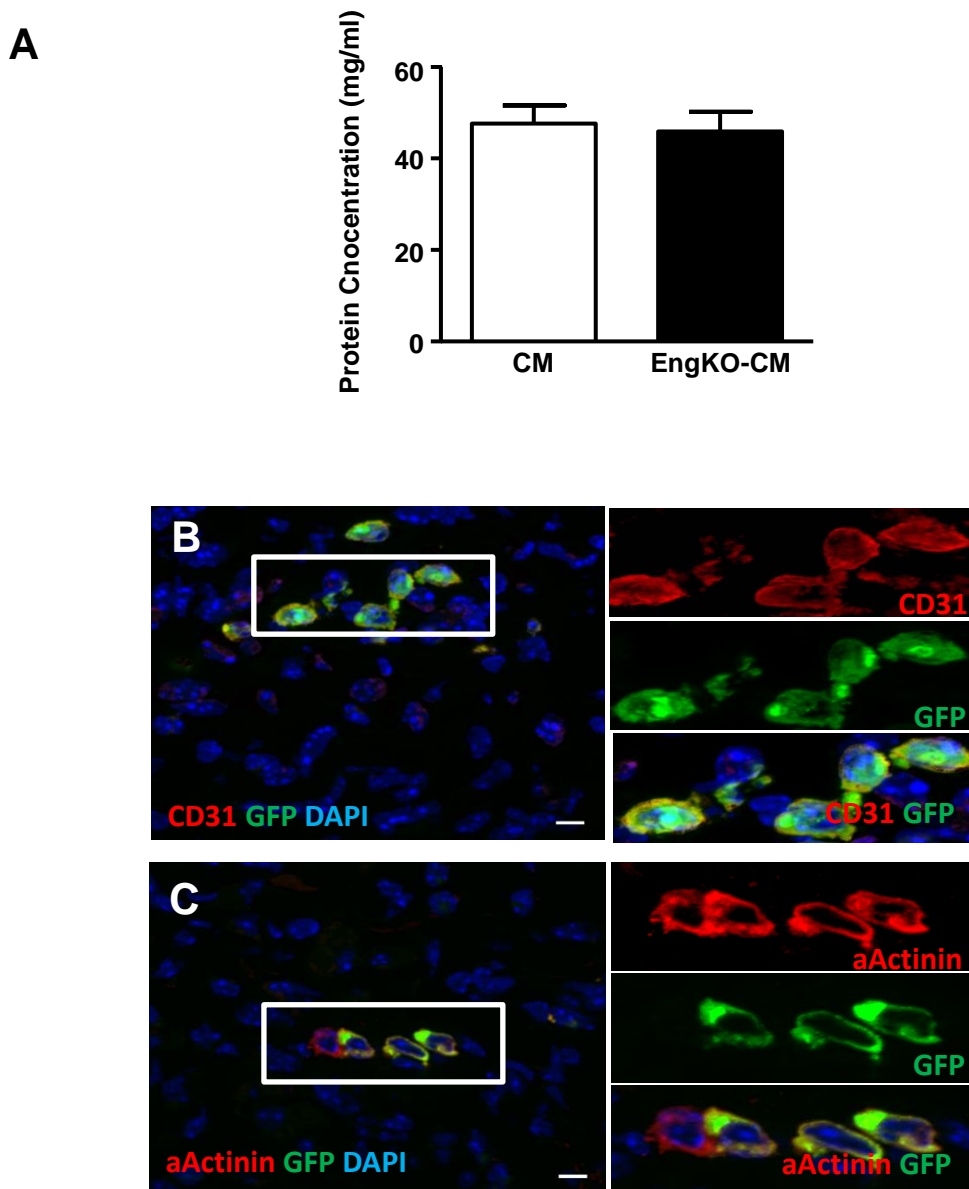 A
Protein Cnocentration (mg/ml)
60
40
20
0
CM EngKO-CM
B
CD31 GFP DAPI
CD31
GFP
CD31 GFP
C
aActinin GFP DAPI
aActinin
GFP
aActinin GFP